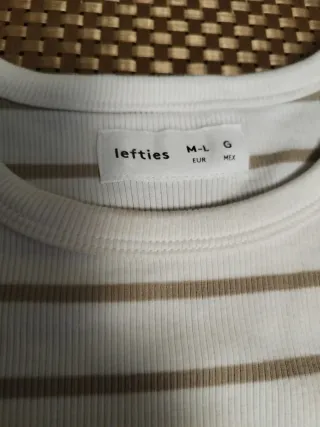 lefties M-L G
EUR MEX